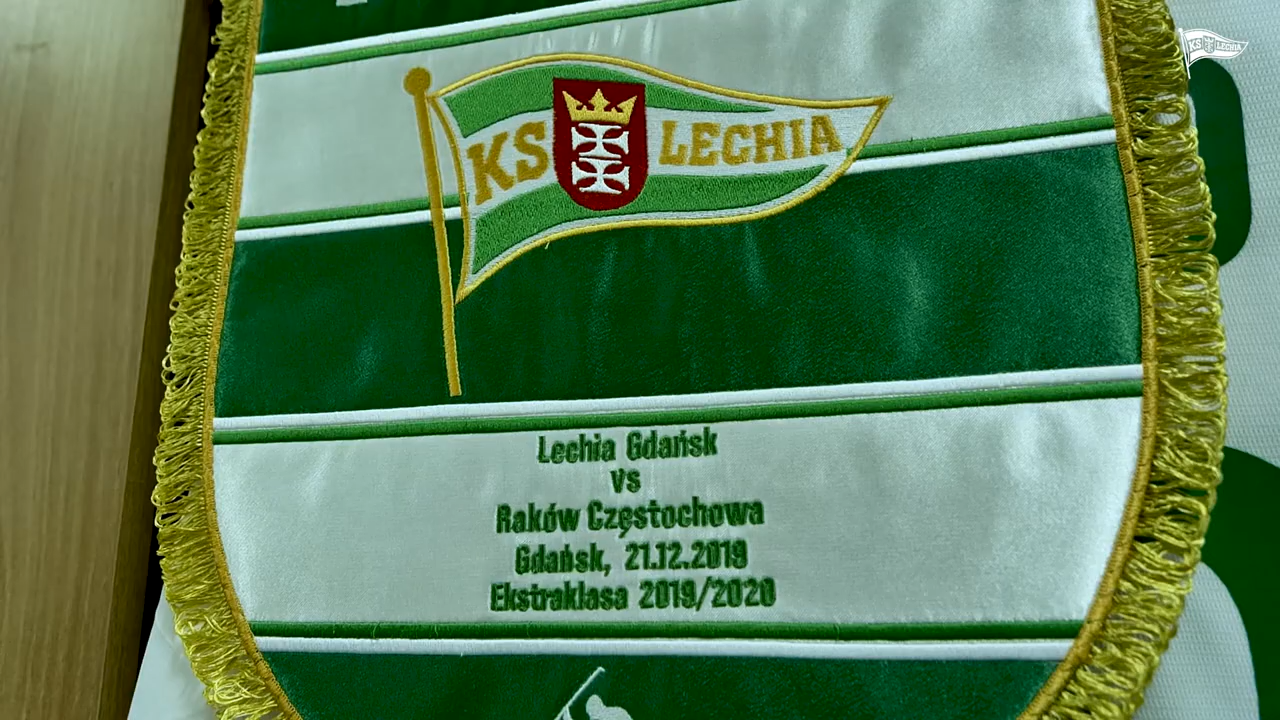 KS LECHIA
KS LECHIA
Lechia Gdańsk
vs
Raków Częstochowa
Gdańsk, 21.12.2019
Ekstraklasa 2019/2020